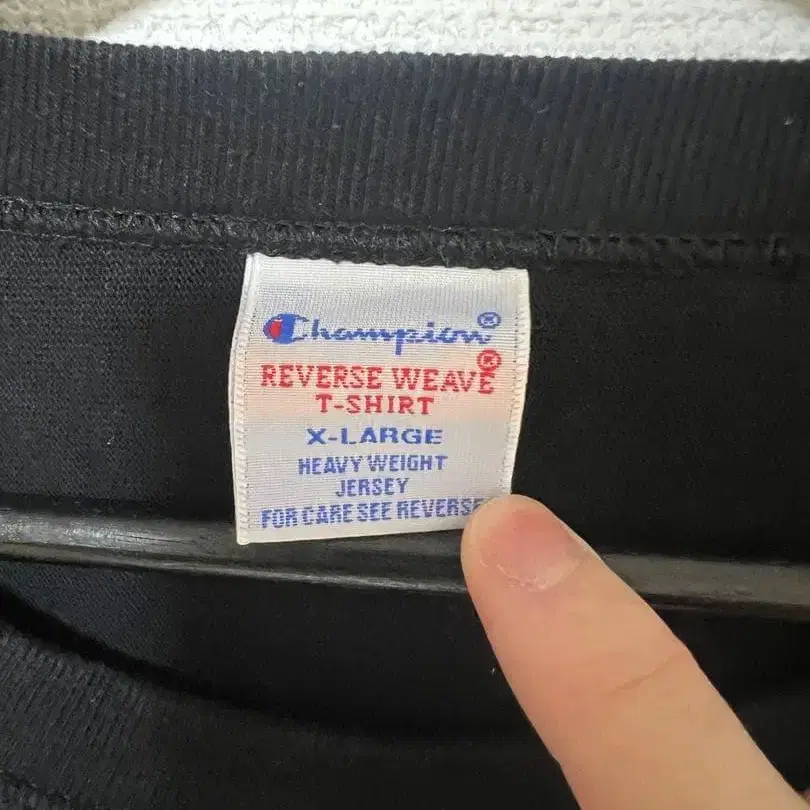 Champion®
REVERSE WEAVE®
T-SHIRT
X-LARGE
HEAVY WEIGHT
JERSEY
FOR CARE SEE REVERSE